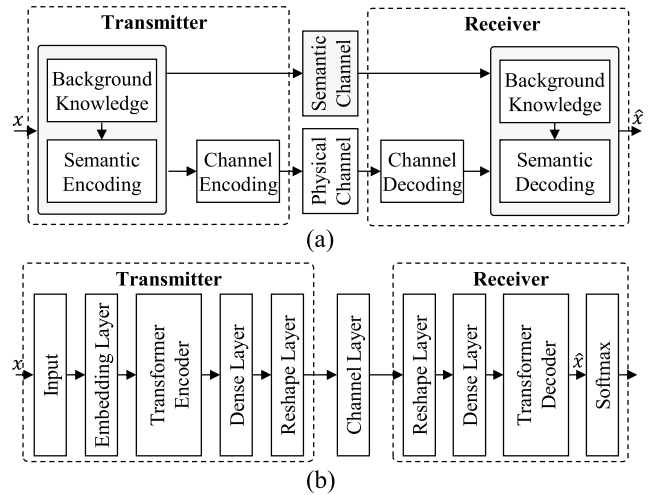 Transmitter
Receiver
Background
Knowledge
Semantic
Channel
Background
Knowledge
x
x̂
Semantic
Encoding
Channel
Encoding
Physical
Channel
Channel
Decoding
Semantic
Decoding
(a)
Transmitter
Receiver
x
Input
Embedding Layer
Transformer
Encoder
Dense Layer
Reshape Layer
Channel Layer
Reshape Layer
Dense Layer
Transformer
Decoder
x̂
Softmax
(b)